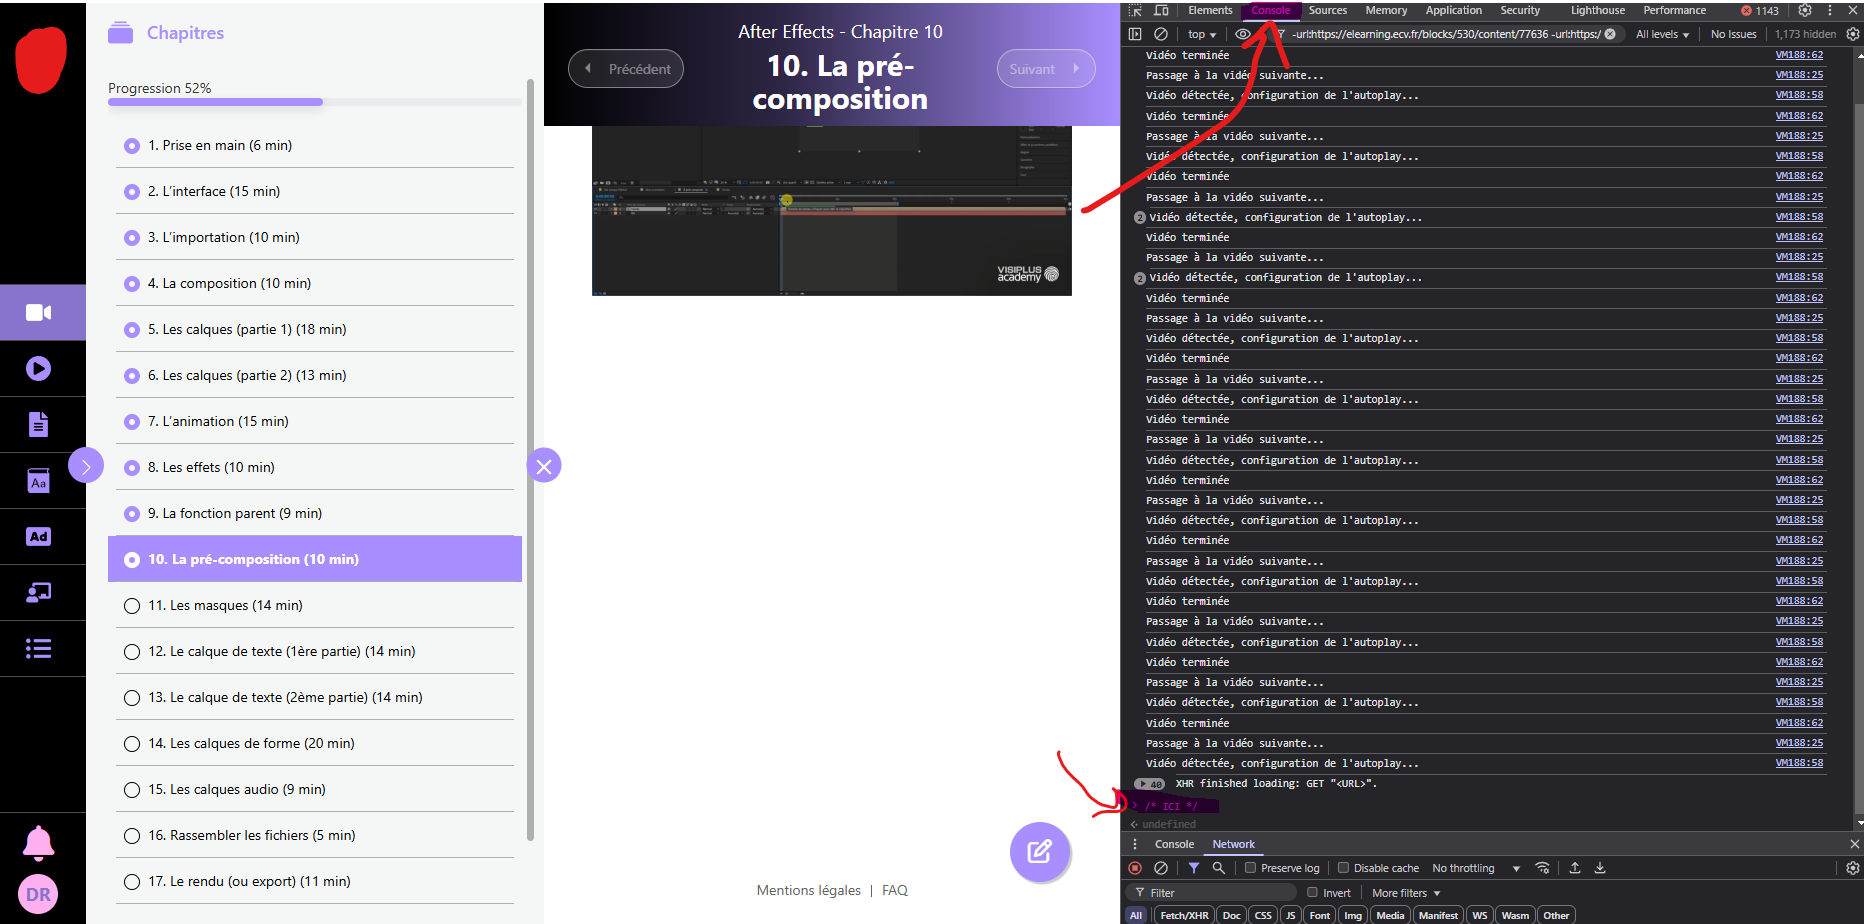 Chapitres
Progression 52%
1. Prise en main (6 min)
2. L'interface (15 min)
3. L'importation (10 min)
4. La composition (10 min)
5. Les calques (partie 1) (18 min)
6. Les calques (partie 2) (13 min)
7. L'animation (15 min)
8. Les effets (10 min)
9. La fonction parent (9 min)
10. La pré-composition (10 min)
11. Les masques (14 min)
12. Le calque de texte (1ère partie) (14 min)
13. Le calque de texte (2ème partie) (14 min)
14. Les calques de forme (20 min)
15. Les calques audio (9 min)
16. Rassembler les fichiers (5 min)
17. Le rendu (ou export) (11 min)
Aa
Ad
DR
After Effects - Chapitre 10
Précédent
10. La pré-
composition
Suivant
VISIPLUS
academy
Mentions légales | FAQ
Elements Console Sources Memory Application Security Lighthouse Performance 1143
top -url:https://elearning.ecv.fr/blocks/530/content/77636 -url:https:/ All levels No Issues 1,173 hidden
Vidéo terminée VM188:62
Passage à la vidéo suivante... VM188:25
Vidéo détectée, configuration de l'autoplay... VM188:58
Vidéo terminée VM188:62
Passage à la vidéo suivante... VM188:25
Vidéo détectée, configuration de l'autoplay... VM188:58
Vidéo terminée VM188:62
Passage à la vidéo suivante... VM188:25
2 Vidéo détectée, configuration de l'autoplay... VM188:58
Vidéo terminée VM188:62
Passage à la vidéo suivante... VM188:25
2 Vidéo détectée, configuration de l'autoplay... VM188:58
Vidéo terminée VM188:62
Passage à la vidéo suivante... VM188:25
Vidéo détectée, configuration de l'autoplay... VM188:58
Vidéo terminée VM188:62
Passage à la vidéo suivante... VM188:25
Vidéo détectée, configuration de l'autoplay... VM188:58
Vidéo terminée VM188:62
Passage à la vidéo suivante... VM188:25
Vidéo détectée, configuration de l'autoplay... VM188:58
Vidéo terminée VM188:62
Passage à la vidéo suivante... VM188:25
Vidéo détectée, configuration de l'autoplay... VM188:58
Vidéo terminée VM188:62
Passage à la vidéo suivante... VM188:25
Vidéo détectée, configuration de l'autoplay... VM188:58
Vidéo terminée VM188:62
Passage à la vidéo suivante... VM188:25
Vidéo détectée, configuration de l'autoplay... VM188:58
Vidéo terminée VM188:62
Passage à la vidéo suivante... VM188:25
Vidéo détectée, configuration de l'autoplay... VM188:58
Vidéo terminée VM188:62
Passage à la vidéo suivante... VM188:25
Vidéo détectée, configuration de l'autoplay... VM188:58
40 XHR finished loading: GET "<URL>".
/* ICI */
undefined
Console Network
Preserve log Disable cache No throttling
Filter Invert More filters
All Fetch/XHR Doc CSS JS Font Img Media Manifest WS Wasm Other